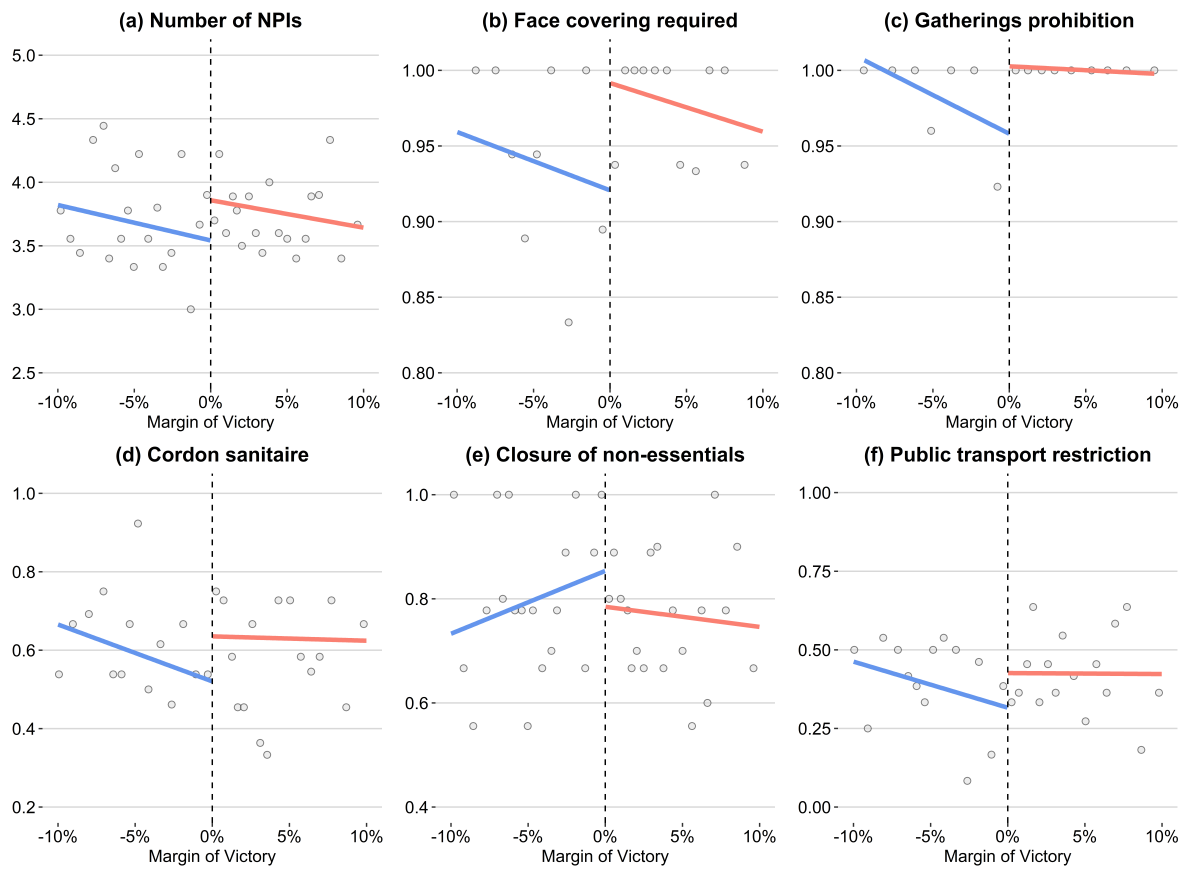 (a) Number of NPIs
5.0
4.5
4.0
3.5
3.0
2.5
-10% -5% 0% 5% 10%
Margin of Victory
(b) Face covering required
1.00
0.95
0.90
0.85
0.80
-10% -5% 0% 5% 10%
Margin of Victory
(c) Gatherings prohibition
1.00
0.95
0.90
0.85
0.80
-10% -5% 0% 5% 10%
Margin of Victory
(d) Cordon sanitaire
1.0
0.8
0.6
0.4
0.2
-10% -5% 0% 5% 10%
Margin of Victory
(e) Closure of non-essentials
1.0
0.8
0.6
0.4
-10% -5% 0% 5% 10%
Margin of Victory
(f) Public transport restriction
1.00
0.75
0.50
0.25
0.00
-10% -5% 0% 5% 10%
Margin of Victory